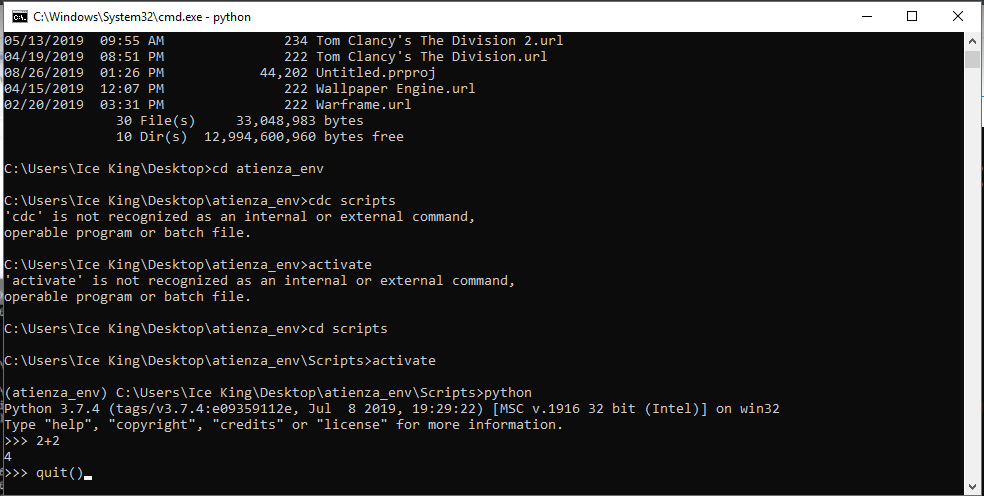 C:\Windows\System32\cmd.exe - python
05/13/2019  09:55 AM               234 Tom Clancy's The Division 2.url
04/19/2019  08:51 PM               222 Tom Clancy's The Division.url
08/26/2019  01:26 PM            44,202 Untitled.prproj
04/15/2019  12:07 PM               222 Wallpaper Engine.url
02/20/2019  03:31 PM               222 Warframe.url
              30 File(s)     33,048,983 bytes
              10 Dir(s)  12,994,600,960 bytes free
C:\Users\Ice King\Desktop>cd atienza_env
C:\Users\Ice King\Desktop\atienza_env>cdc scripts
'cdc' is not recognized as an internal or external command,
operable program or batch file.
C:\Users\Ice King\Desktop\atienza_env>activate
'activate' is not recognized as an internal or external command,
operable program or batch file.
C:\Users\Ice King\Desktop\atienza_env>cd scripts
C:\Users\Ice King\Desktop\atienza_env\Scripts>activate
(atienza_env) C:\Users\Ice King\Desktop\atienza_env\Scripts>python
Python 3.7.4 (tags/v3.7.4:e09359112e, Jul  8 2019, 19:29:22) [MSC v.1916 32 bit (Intel)] on win32
Type "help", "copyright", "credits" or "license" for more information.
>>> 2+2
4
>>> quit()